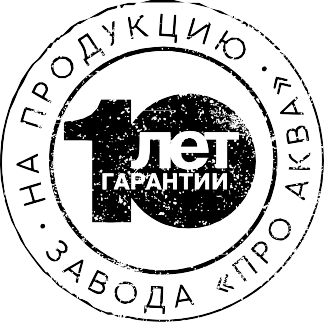 · НА ПРОДУКЦИЮ ·
ЗАВОДА «ПРО АКВА»
10
лет
ГАРАНТИИ